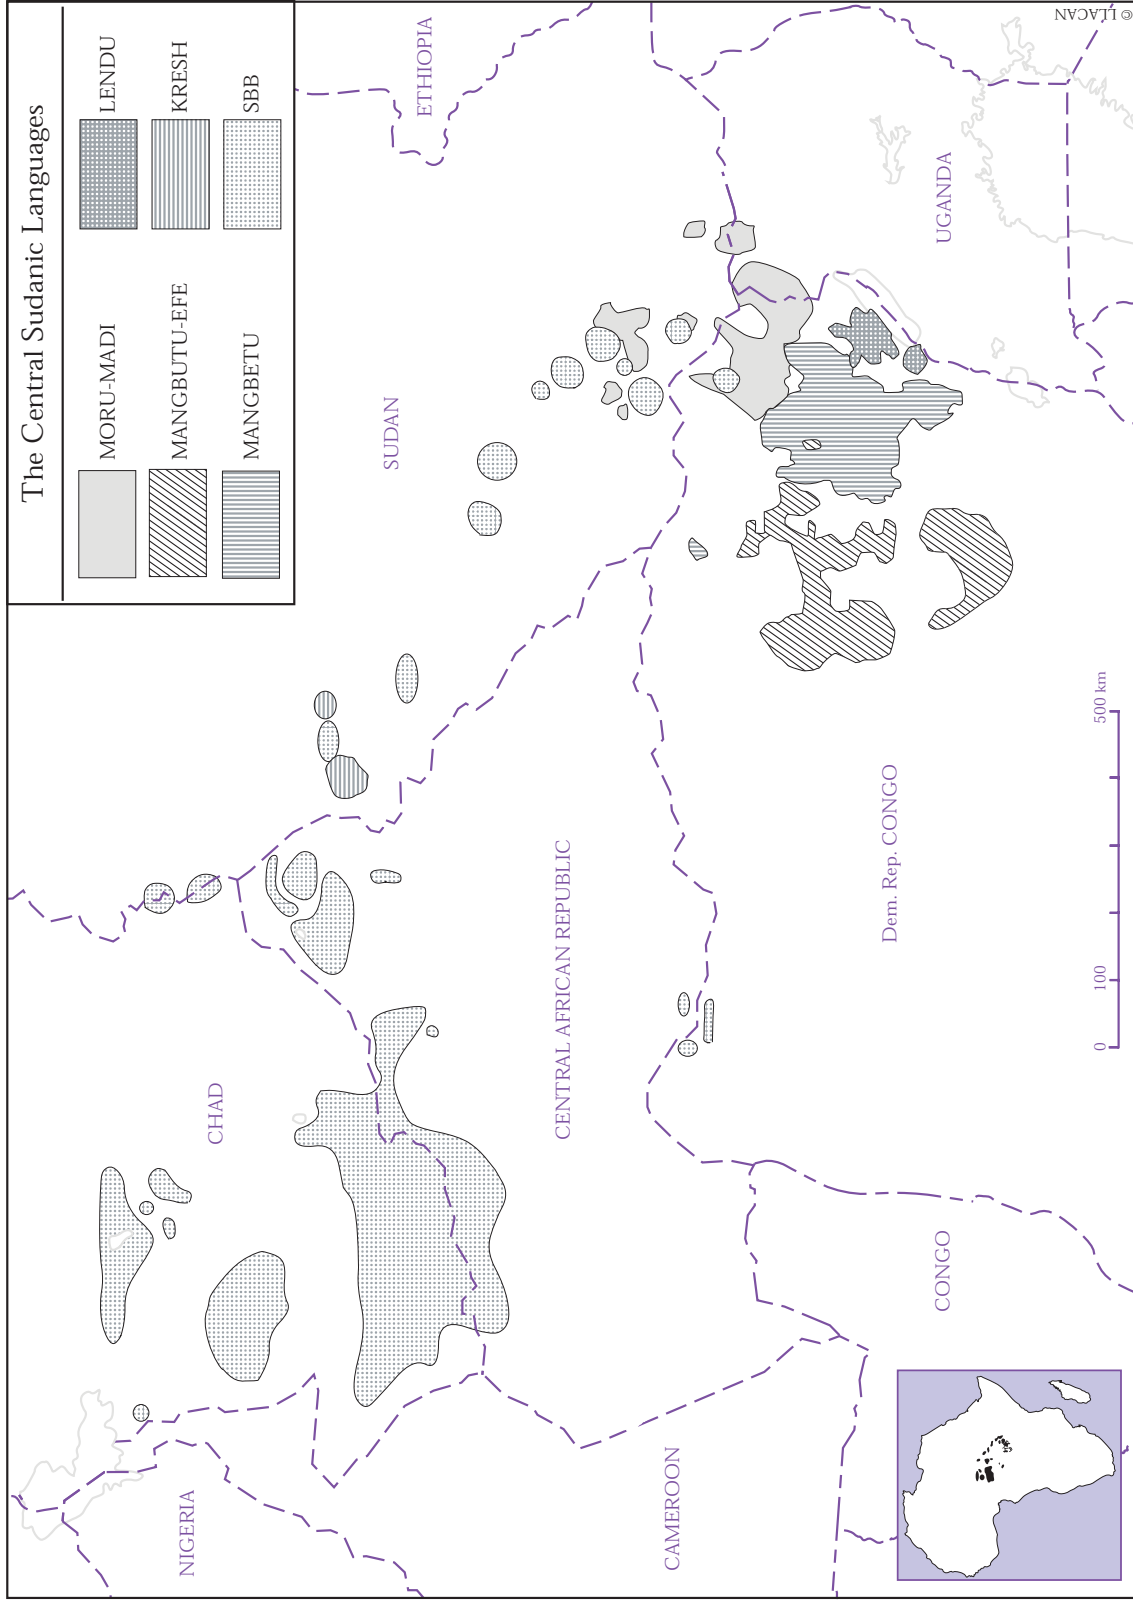 The Central Sudanic Languages
MORU-MADI
LENDU
MANGBUTU-EFE
KRESH
MANGBETU
SBB
ETHIOPIA
SUDAN
UGANDA
CHAD
CENTRAL AFRICAN REPUBLIC
Dem. Rep. CONGO
NIGERIA
CAMEROON
CONGO
0 100 500 km
© LLACAN